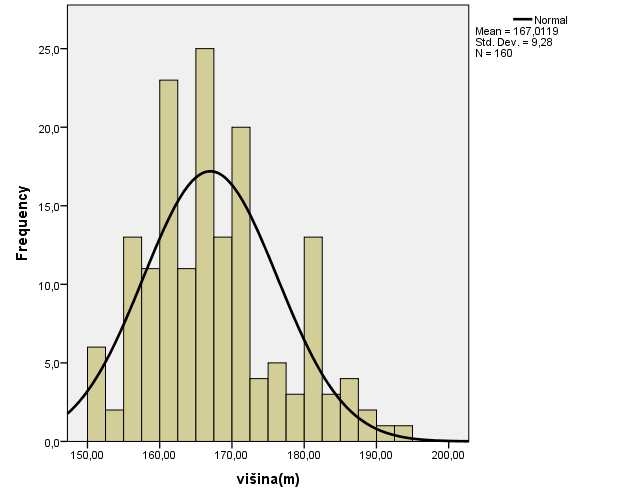 Normal
Mean = 167,0119
Std. Dev. = 9,28
N = 160
Frequency
25,0
20,0
15,0
10,0
5,0
0,0
150,00 160,00 170,00 180,00 190,00 200,00
višina(m)